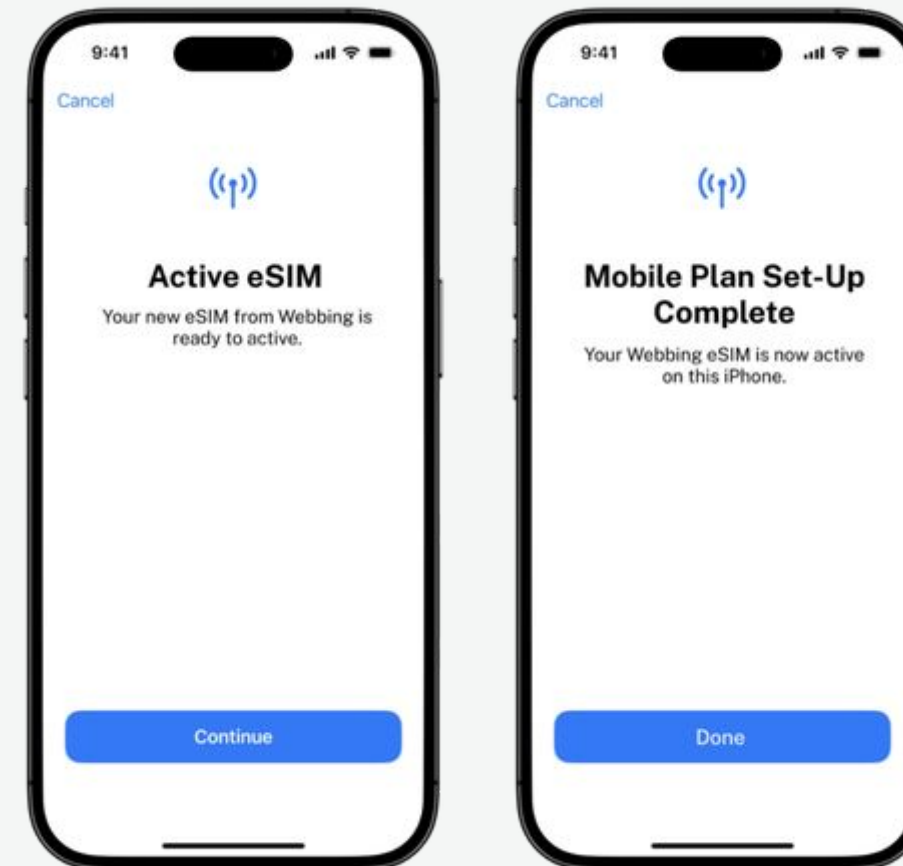 9:41
Cancel
Active eSIM
Your new eSIM from Webbing is
ready to active.
Continue
9:41
Cancel
Mobile Plan Set-Up
Complete
Your Webbing eSIM is now active
on this iPhone.
Done